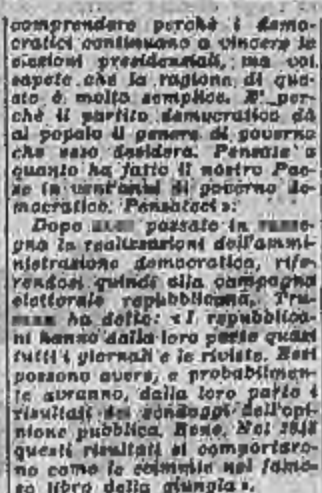 comprendere perchè i demo-
cratici continuano a vincere le
elezioni presidenziali, ma voi
sapete che la ragione di que-
sto è molto semplice. E' per-
chè il partito democratico dà
al popolo il genere di governo
che esso desidera. Pensate a
quanto ha fatto il nostro Pae-
se in vent'anni di governo de-
mocratico. Pensateci »:
Dopo passate in
gna le realizzazioni dell'ammi-
nistrazione democratica, rife-
rendosi quindi alla campagna
elettorale repubblicana, Tru-
ha detto: « I repubblica-
ni hanno dalla loro parte quasi
tutti i giornali e le riviste. Essi
possono avere, e probabilmen-
te avranno, dalla loro parte i
risultati dei sondaggi dell'opi-
nione pubblica. Bene. Nel 1948
questi risultati si comportaro-
no come le scimmie nel famo-
so libro della giungla ».